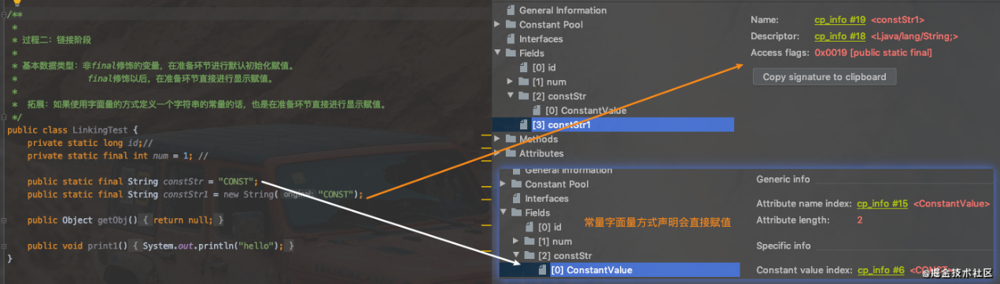 /**
*
* 过程二：链接阶段
*
* 基本数据类型：非final修饰的变量，在准备环节进行默认初始化赋值。
* final修饰以后，在准备环节直接进行显示赋值。
*
* 拓展：如果使用字面量的方式定义一个字符串的常量的话，也是在准备环节直接进行显示赋值。
*/
public class LinkingTest {
private static long id;//
private static final int num = 1; //
public static final String constStr = "CONST";
public static final String constStr1 = new String( original: "CONST");
public Object getObj() { return null; }
public void print1() { System.out.println("hello"); }
}
General Information
Constant Pool
Interfaces
Fields
[0] id
[1] num
[2] constStr
[0] ConstantValue
[3] constStr1
Methods
Attributes
Name: cp_info #19 <constStr1>
Descriptor: cp_info #18 <Ljava/lang/String;>
Access flags: 0x0019 [public static final]
Copy signature to clipboard
General Information
Constant Pool
Interfaces
Fields
[0] id
[1] num
[2] constStr
[0] ConstantValue
常量字面量方式声明会直接赋值
Generic info
Attribute name index: cp_info #15 <ConstantValue>
Attribute length: 2
Specific info
Constant value index: cp_info #6 <CONST>
@掘金技术社区